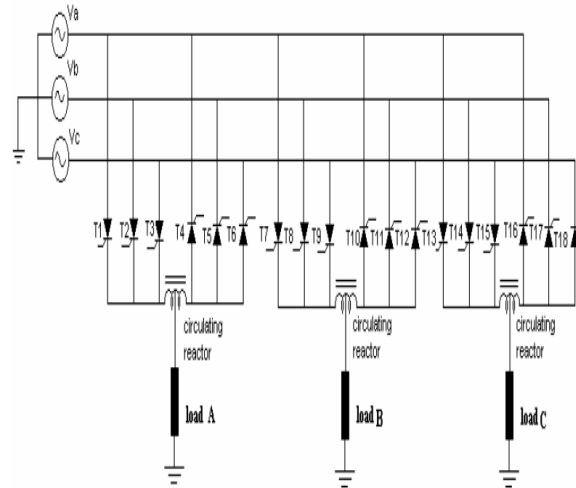 Va
Vb
Vc
T1 T2 T3 T4 T5 T6 T7 T8 T9 T10 T11 T12 T13 T14 T15 T16 T17 T18
circulating
reactor
circulating
reactor
circulating
reactor
load A
load B
load C